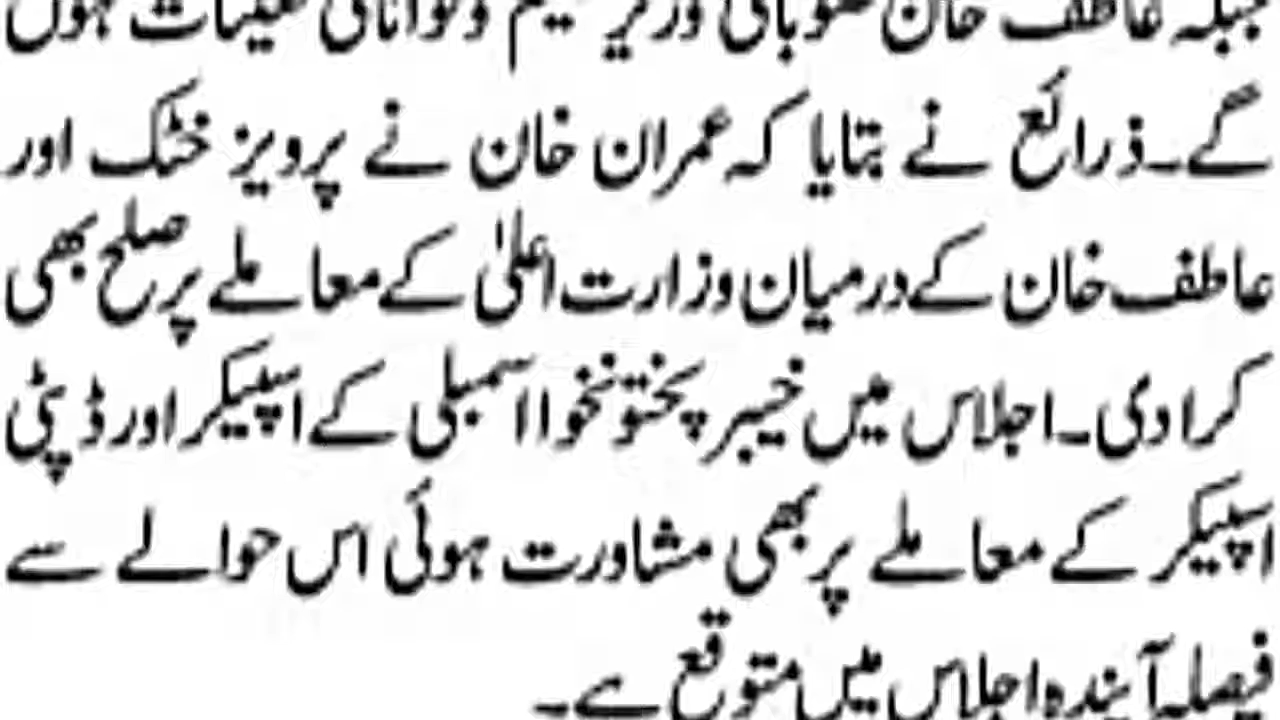 جبکہ عاطف خان صوبائی وزیر تعلیم و توانائی تعینات ہوں
گے۔ذرائع نے بتایا کہ عمران خان نے پرویز خٹک اور
عاطف خان کے درمیان وزارت اعلیٰ کے معاملے پر صلح بھی
کرا دی۔اجلاس میں خیبر پختونخوا اسمبلی کے اسپیکر اور ڈپٹی
اسپیکر کے معاملے پر بھی مشاورت ہوئی اس حوالے سے
فیصلہ آیندہ اجلاس میں متوقع ہے۔